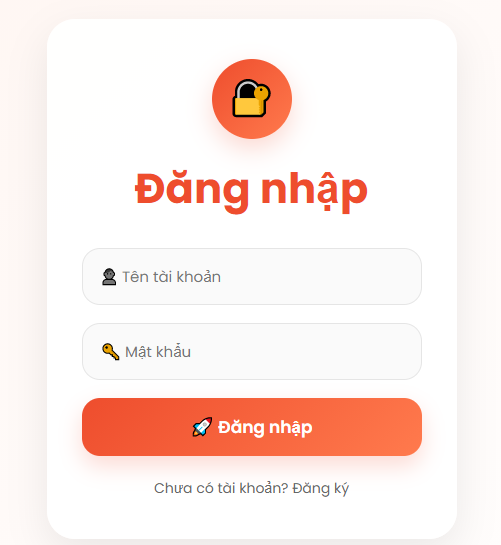 Đăng nhập
Tên tài khoản
Mật khẩu
Đăng nhập
Chưa có tài khoản? Đăng ký